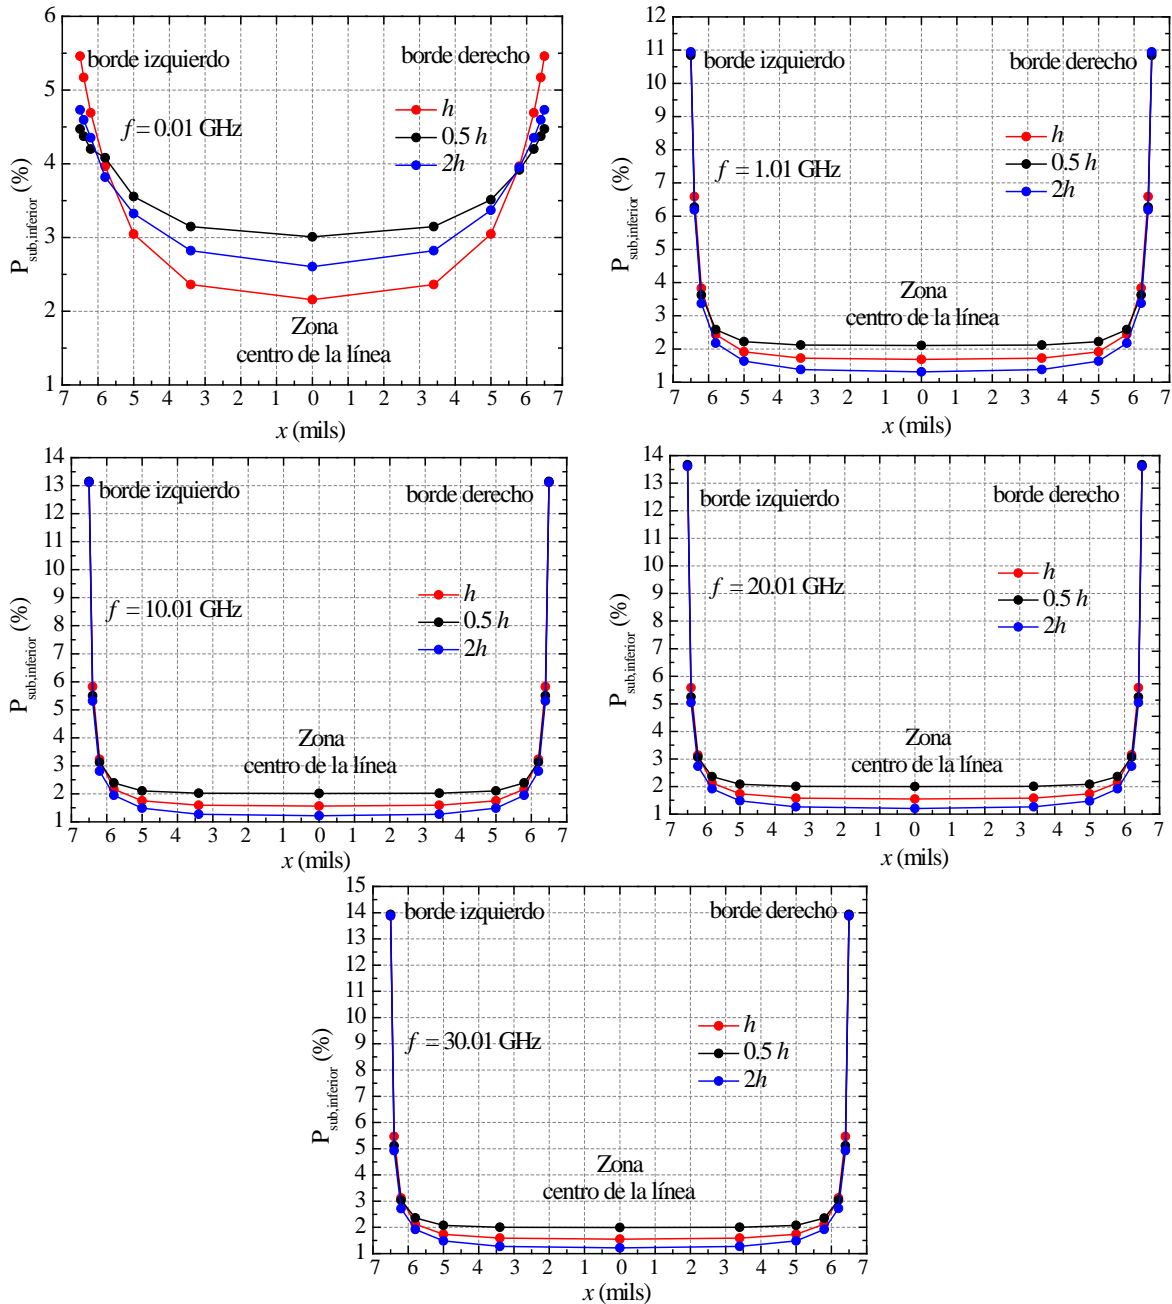 6
5
4
3
2
1
P sub,inferior (%)
borde izquierdo
borde derecho
f = 0.01 GHz
h
0.5 h
2h
Zona
centro de la línea
7 6 5 4 3 2 1 0 1 2 3 4 5 6 7
x (mils)
12
11
10
9
8
7
6
5
4
3
2
1
P sub,inferior (%)
borde izquierdo
borde derecho
f = 1.01 GHz
h
0.5 h
2h
Zona
centro de la línea
7 6 5 4 3 2 1 0 1 2 3 4 5 6 7
x (mils)
14
13
12
11
10
9
8
7
6
5
4
3
2
1
P sub,inferior (%)
borde izquierdo
borde derecho
f = 10.01 GHz
h
0.5 h
2h
Zona
centro de la línea
7 6 5 4 3 2 1 0 1 2 3 4 5 6 7
x (mils)
14
13
12
11
10
9
8
7
6
5
4
3
2
1
P sub,inferior (%)
borde izquierdo
borde derecho
f = 20.01 GHz
h
0.5 h
2h
Zona
centro de la línea
7 6 5 4 3 2 1 0 1 2 3 4 5 6 7
x (mils)
15
14
13
12
11
10
9
8
7
6
5
4
3
2
1
P sub,inferior (%)
borde izquierdo
borde derecho
f = 30.01 GHz
h
0.5 h
2h
Zona
centro de la línea
7 6 5 4 3 2 1 0 1 2 3 4 5 6 7
x (mils)